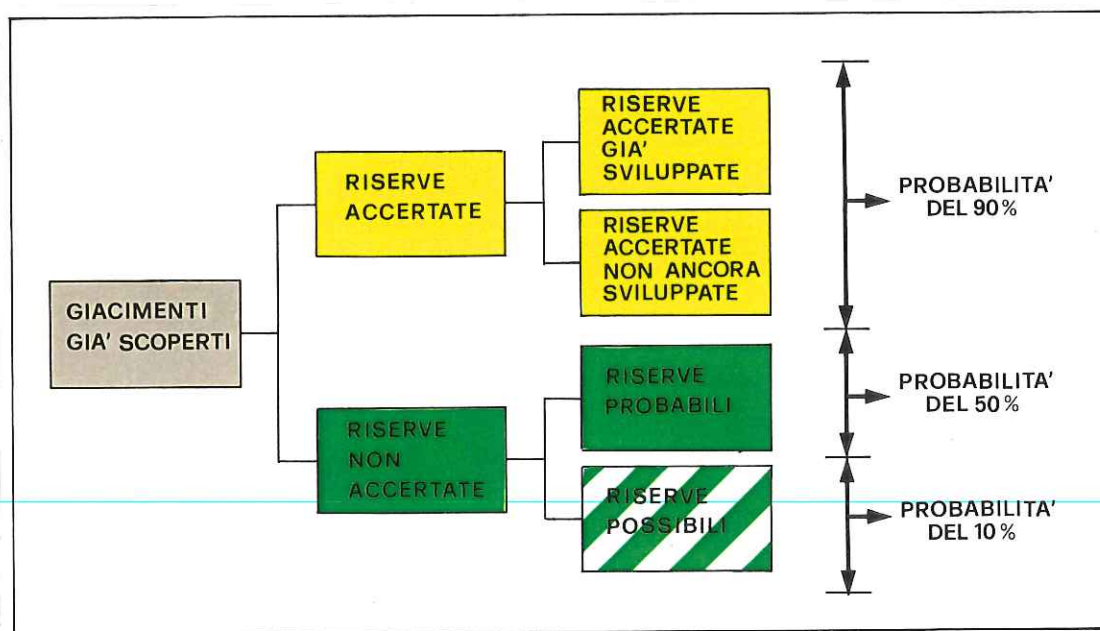 GIACIMENTI
GIA' SCOPERTI
RISERVE
ACCERTATE
RISERVE
NON
ACCERTATE
RISERVE
ACCERTATE
GIA'
SVILUPPATE
RISERVE
ACCERTATE
NON ANCORA
SVILUPPATE
RISERVE
PROBABILI
RISERVE
POSSIBILI
PROBABILITA'
DEL 90%
PROBABILITA'
DEL 50%
PROBABILITA'
DEL 10%